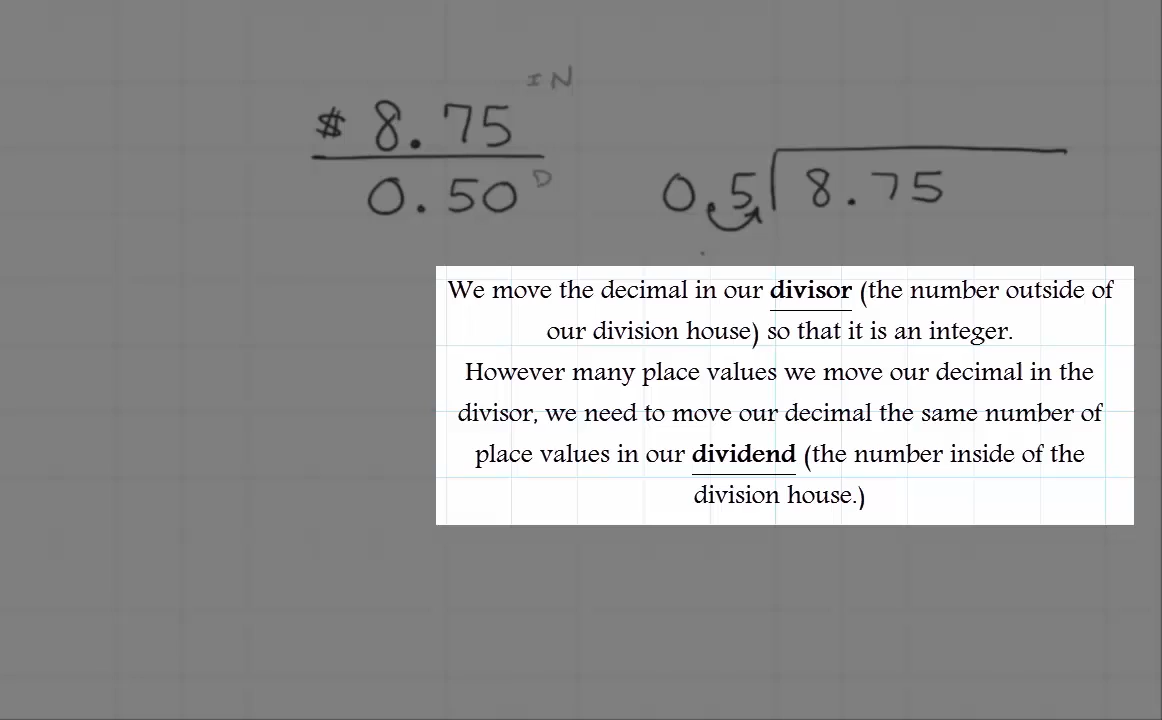 IN
$ 8.75
0.50 D
0.5 8.75
We move the decimal in our divisor (the number outside of
our division house) so that it is an integer.
However many place values we move our decimal in the
divisor, we need to move our decimal the same number of
place values in our dividend (the number inside of the
division house.)